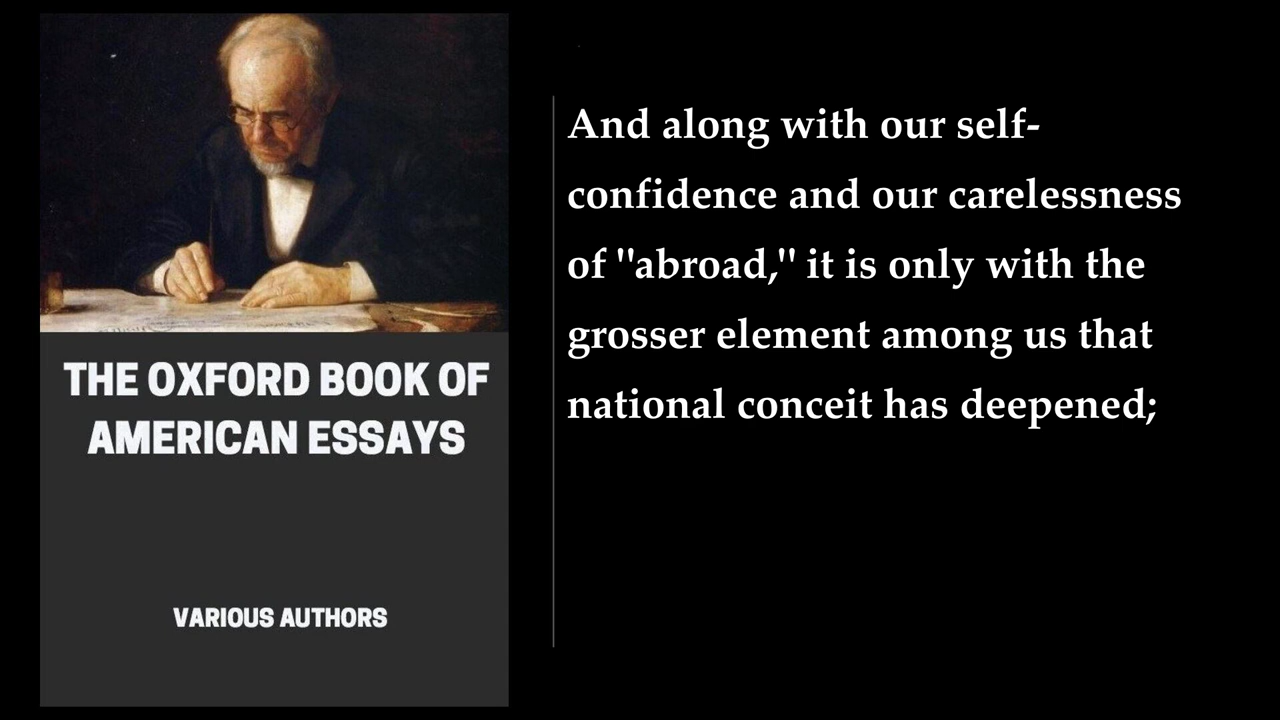 THE OXFORD BOOK OF
AMERICAN ESSAYS
VARIOUS AUTHORS
And along with our self-
confidence and our carelessness
of "abroad," it is only with the
grosser element among us that
national conceit has deepened;